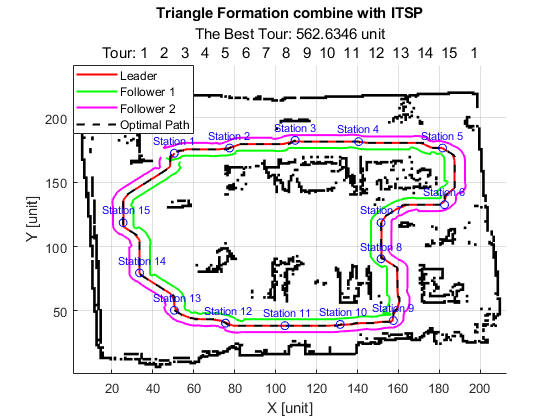 Triangle Formation combine with ITSP
The Best Tour: 562.6346 unit
Tour: 1 2 3 4 5 6 7 8 9 10 11 12 13 14 15 1
Leader
Follower 1
Follower 2
Optimal Path
Station 1
Station 2
Station 3
Station 4
Station 5
Station 6
Station 7
Station 8
Station 9
Station 10
Station 11
Station 12
Station 13
Station 14
Station 15
200
150
100
50
Y [unit]
20 40 60 80 100 120 140 160 180 200
X [unit]